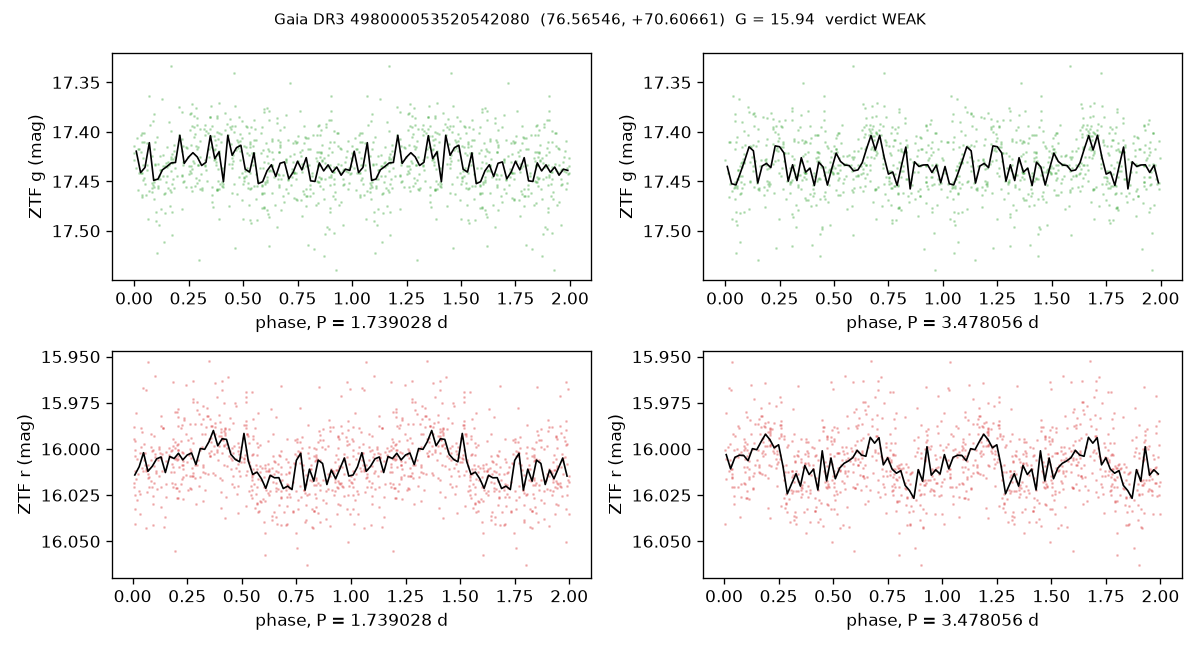 Gaia DR3 498000053520542080  (76.56546, +70.60661)  G = 15.94  verdict WEAK
ZTF g (mag)
17.35
17.40
17.45
17.50
0.00 0.25 0.50 0.75 1.00 1.25 1.50 1.75 2.00
phase, P = 1.739028 d
ZTF g (mag)
17.35
17.40
17.45
17.50
0.00 0.25 0.50 0.75 1.00 1.25 1.50 1.75 2.00
phase, P = 3.478056 d
ZTF r (mag)
15.950
15.975
16.000
16.025
16.050
0.00 0.25 0.50 0.75 1.00 1.25 1.50 1.75 2.00
phase, P = 1.739028 d
ZTF r (mag)
15.950
15.975
16.000
16.025
16.050
0.00 0.25 0.50 0.75 1.00 1.25 1.50 1.75 2.00
phase, P = 3.478056 d